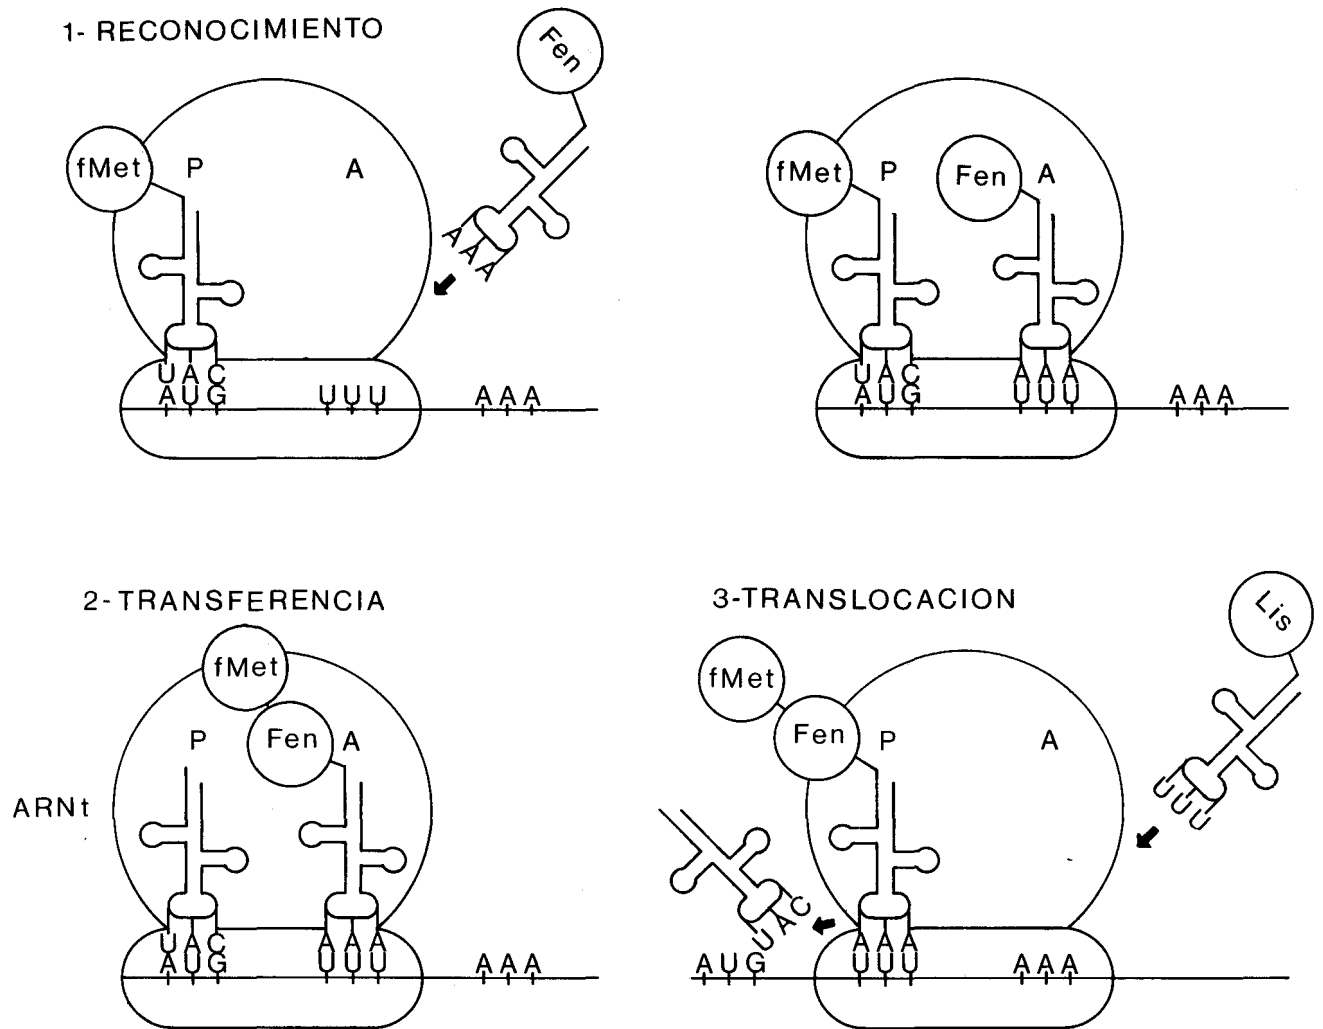 1- RECONOCIMIENTO
Fen
fMet P A
AAA
UAC
AUG UUU AAA
fMet P Fen A
UAC AAA
AUG UUU AAA
2- TRANSFERENCIA
fMet
P Fen A
ARNt
UAC AAA
AUG UUU AAA
3-TRANSLOCACION
Lis
fMet
Fen P A
UUU
UAC AAA
AUG UUU AAA